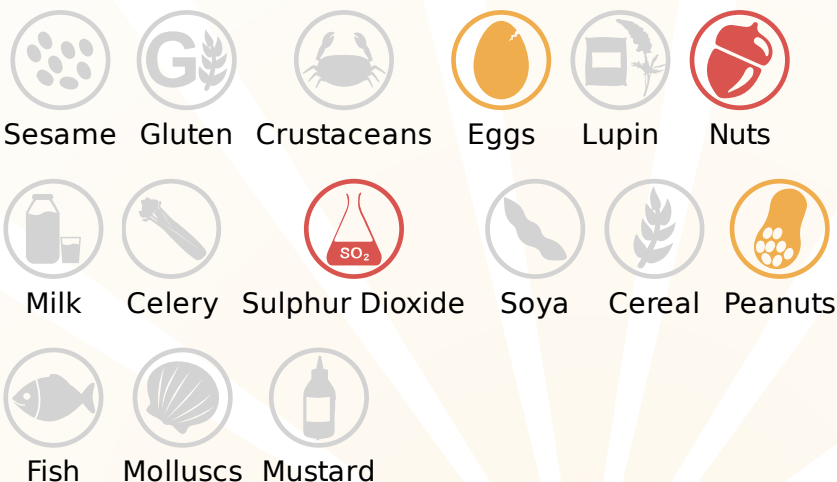 Sesame Gluten Crustaceans Eggs Lupin Nuts
G
SO₂
Milk Celery Sulphur Dioxide Soya Cereal Peanuts
Fish Molluscs Mustard